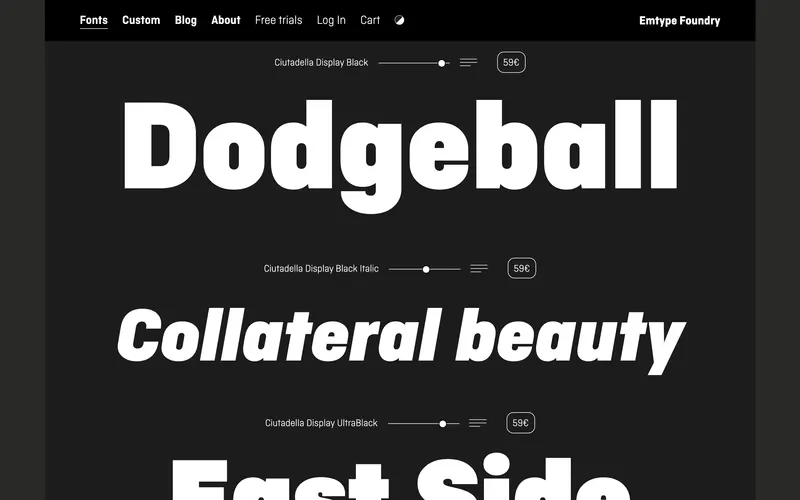 Fonts Custom Blog About Free trials Log In Cart Emtype Foundry
Ciutadella Display Black 59€
Dodgeball
Ciutadella Display Black Italic 59€
Collateral beauty
Ciutadella Display UltraBlack 59€
East Side